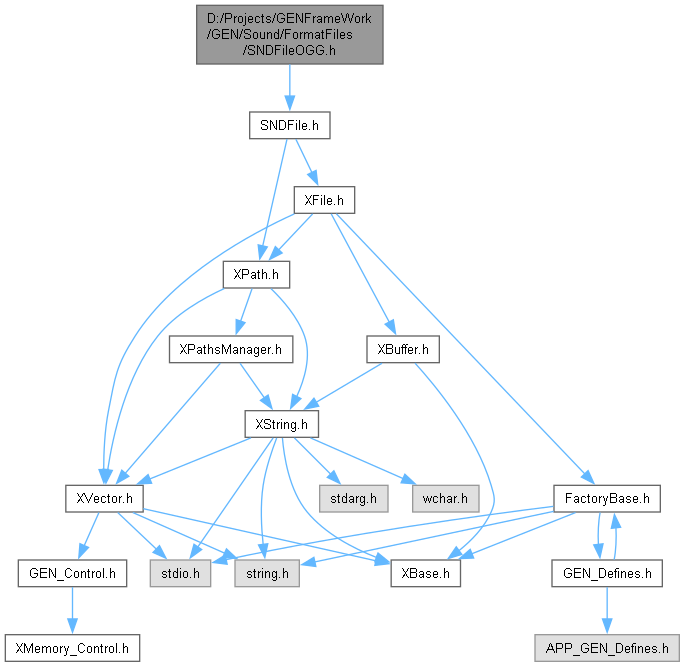 D:/Projects/GENFrameWork
/GEN/Sound/FormatFiles
/SNDFileOGG.h
SNDFile.h
XFile.h
XPath.h
XPathsManager.h
XBuffer.h
XString.h
XVector.h
stdarg.h
wchar.h
FactoryBase.h
GEN_Control.h
stdio.h
string.h
XBase.h
GEN_Defines.h
XMemory_Control.h
APP_GEN_Defines.h